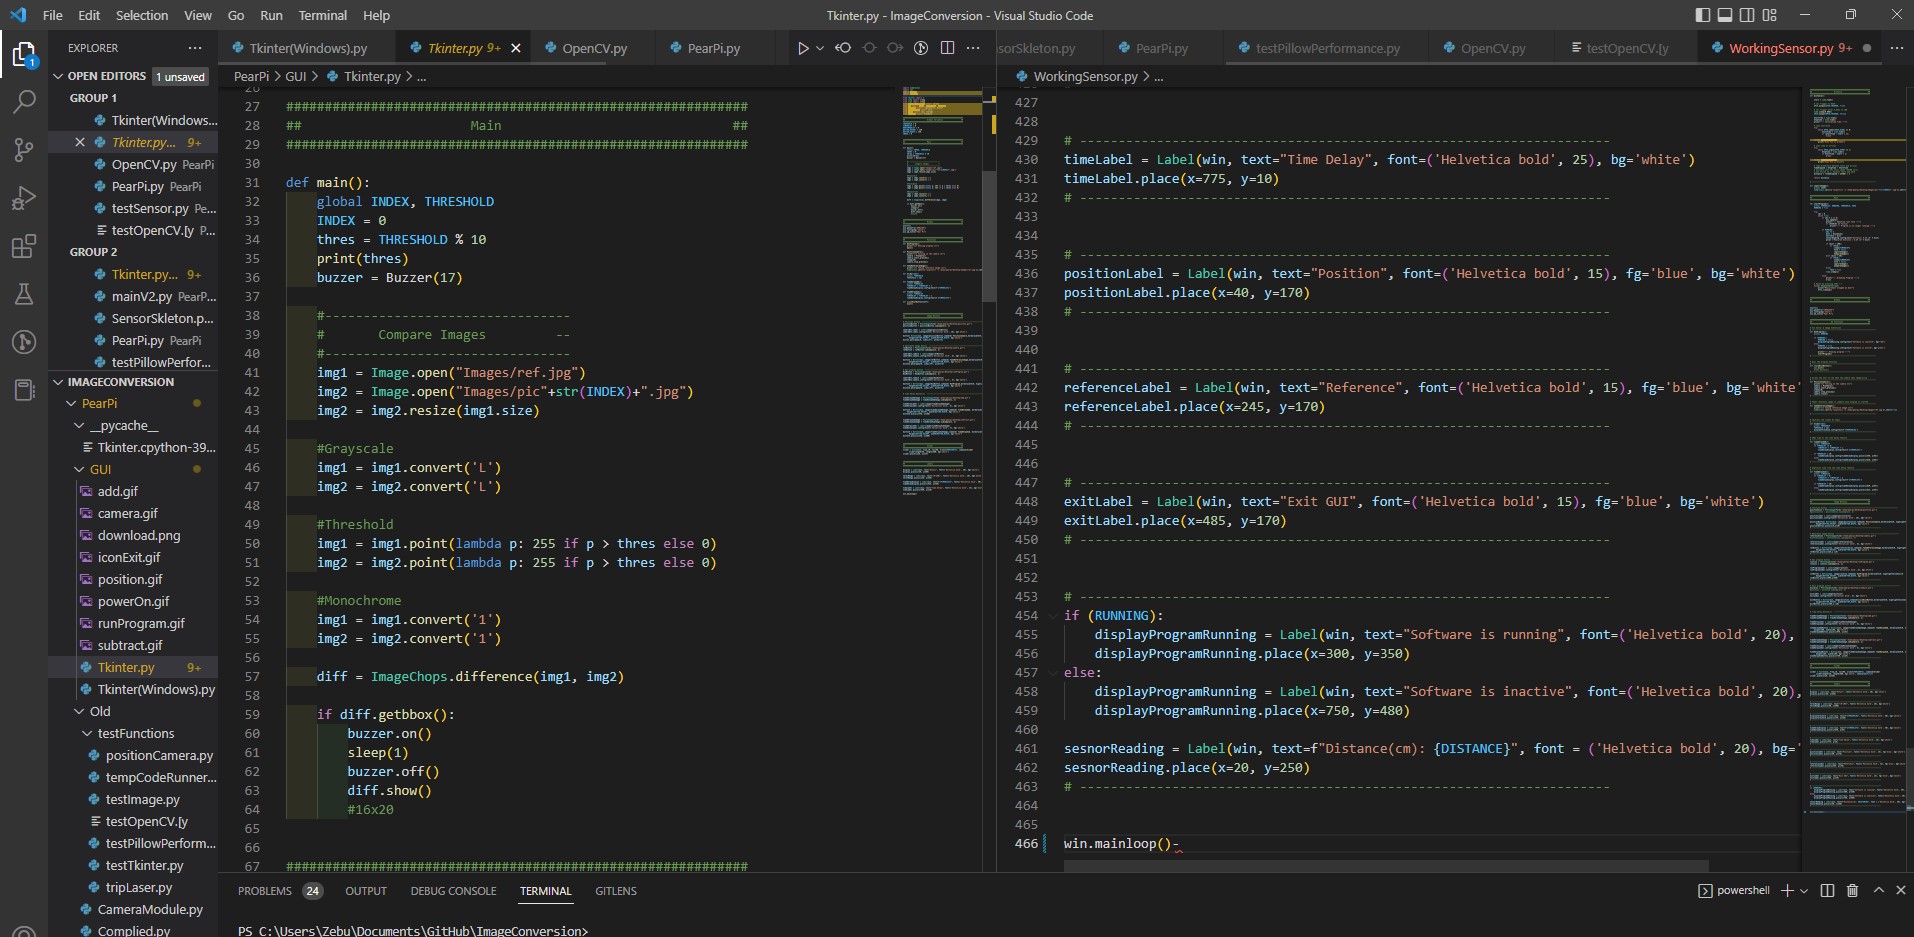 File Edit Selection View Go Run Terminal Help
Tkinter.py - ImageConversion - Visual Studio Code
EXPLORER
OPEN EDITORS 1 unsaved
GROUP 1
Tkinter(Windows...
Tkinter.py... 9+
OpenCV.py PearPi
PearPi.py PearPi
testSensor.py Pe...
testOpenCV.[y P...
GROUP 2
Tkinter.py... 9+
mainV2.py PearP...
SensorSkleton.p...
PearPi.py PearPi
testPillowPerfor...
IMAGECONVERSION
PearPi
__pycache__
Tkinter.cpython-39...
GUI
add.gif
camera.gif
download.png
iconExit.gif
position.gif
powerOn.gif
runProgram.gif
subtract.gif
Tkinter.py 9+
Tkinter(Windows).py
Old
testFunctions
positionCamera.py
tempCodeRunner...
testImage.py
testOpenCV.[y
testPillowPerform...
testTkinter.py
tripLaser.py
CameraModule.py
Complied.py
1
Tkinter(Windows).py Tkinter.py 9+ OpenCV.py PearPi.py
PearPi > GUI > Tkinter.py > ...
26
27 ############################################################
28 ## Main ##
29 ############################################################
30
31 def main():
32 global INDEX, THRESHOLD
33 INDEX = 0
34 thres = THRESHOLD % 10
35 print(thres)
36 buzzer = Buzzer(17)
37
38 #--------------------------------
39 # Compare Images --
40 #--------------------------------
41 img1 = Image.open("Images/ref.jpg")
42 img2 = Image.open("Images/pic"+str(INDEX)+".jpg")
43 img2 = img2.resize(img1.size)
44
45 #Grayscale
46 img1 = img1.convert('L')
47 img2 = img2.convert('L')
48
49 #Threshold
50 img1 = img1.point(lambda p: 255 if p > thres else 0)
51 img2 = img2.point(lambda p: 255 if p > thres else 0)
52
53 #Monochrome
54 img1 = img1.convert('1')
55 img2 = img2.convert('1')
56
57 diff = ImageChops.difference(img1, img2)
58
59 if diff.getbbox():
60 buzzer.on()
61 sleep(1)
62 buzzer.off()
63 diff.show()
64 #16x20
65
66
67 ############################################################
sorSkleton.py PearPi.py testPillowPerformance.py OpenCV.py testOpenCV.[y WorkingSensor.py 9+
WorkingSensor.py > ...
427
428
429 # ---------------------------------------------------------------------
430 timeLabel = Label(win, text="Time Delay", font=('Helvetica bold', 25), bg='white')
431 timeLabel.place(x=775, y=10)
432 # ---------------------------------------------------------------------
433
434
435 # ---------------------------------------------------------------------
436 positionLabel = Label(win, text="Position", font=('Helvetica bold', 15), fg='blue', bg='white')
437 positionLabel.place(x=40, y=170)
438 # ---------------------------------------------------------------------
439
440
441 # ---------------------------------------------------------------------
442 referenceLabel = Label(win, text="Reference", font=('Helvetica bold', 15), fg='blue', bg='white'
443 referenceLabel.place(x=245, y=170)
444 # ---------------------------------------------------------------------
445
446
447 # ---------------------------------------------------------------------
448 exitLabel = Label(win, text="Exit GUI", font=('Helvetica bold', 15), fg='blue', bg='white')
449 exitLabel.place(x=485, y=170)
450 # ---------------------------------------------------------------------
451
452
453 # ---------------------------------------------------------------------
454 if (RUNNING):
455 displayProgramRunning = Label(win, text="Software is running", font=('Helvetica bold', 20),
456 displayProgramRunning.place(x=300, y=350)
457 else:
458 displayProgramRunning = Label(win, text="Software is inactive", font=('Helvetica bold', 20),
459 displayProgramRunning.place(x=750, y=480)
460
461 sesnorReading = Label(win, text=f"Distance(cm): {DISTANCE}", font = ('Helvetica bold', 20), bg='
462 sesnorReading.place(x=20, y=250)
463 # ---------------------------------------------------------------------
464
465
466 win.mainloop()-
PROBLEMS 24 OUTPUT DEBUG CONSOLE TERMINAL GITLENS
powershell
PS C:\Users\Zebu\Documents\GitHub\ImageConversion>